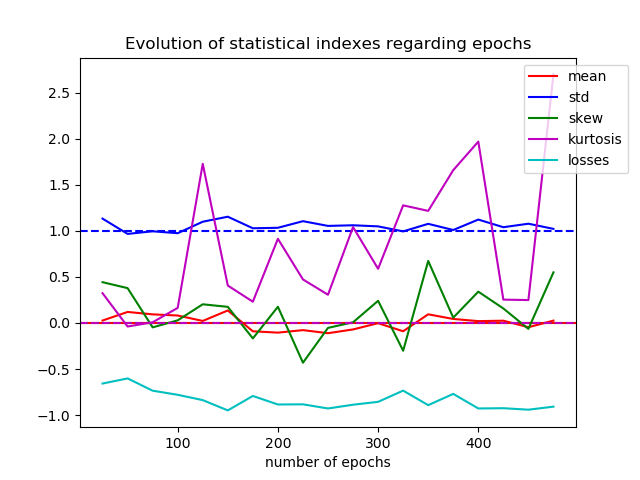 Evolution of statistical indexes regarding epochs
mean
std
skew
kurtosis
losses
2.5
2.0
1.5
1.0
0.5
0.0
−0.5
−1.0
100 200 300 400
number of epochs